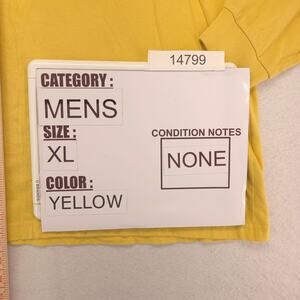 14799
CATEGORY :
MENS
SIZE :
XL
CONDITION NOTES
NONE
COLOR :
YELLOW